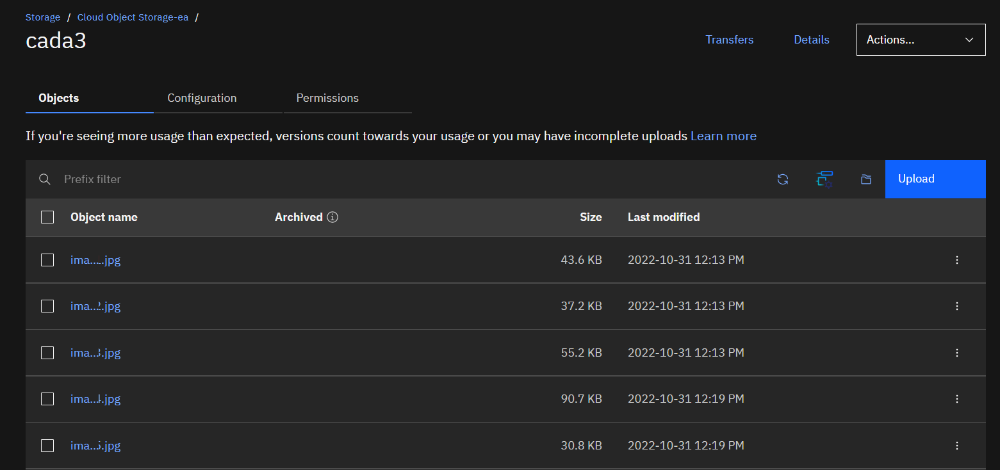 Storage / Cloud Object Storage-ea /
cada3
Transfers Details Actions...
Objects Configuration Permissions
If you're seeing more usage than expected, versions count towards your usage or you may have incomplete uploads Learn more
Prefix filter Upload
Object name Archived Size Last modified
ima....jpg 43.6 KB 2022-10-31 12:13 PM
ima...2.jpg 37.2 KB 2022-10-31 12:13 PM
ima...3.jpg 55.2 KB 2022-10-31 12:13 PM
ima...4.jpg 90.7 KB 2022-10-31 12:19 PM
ima...5.jpg 30.8 KB 2022-10-31 12:19 PM